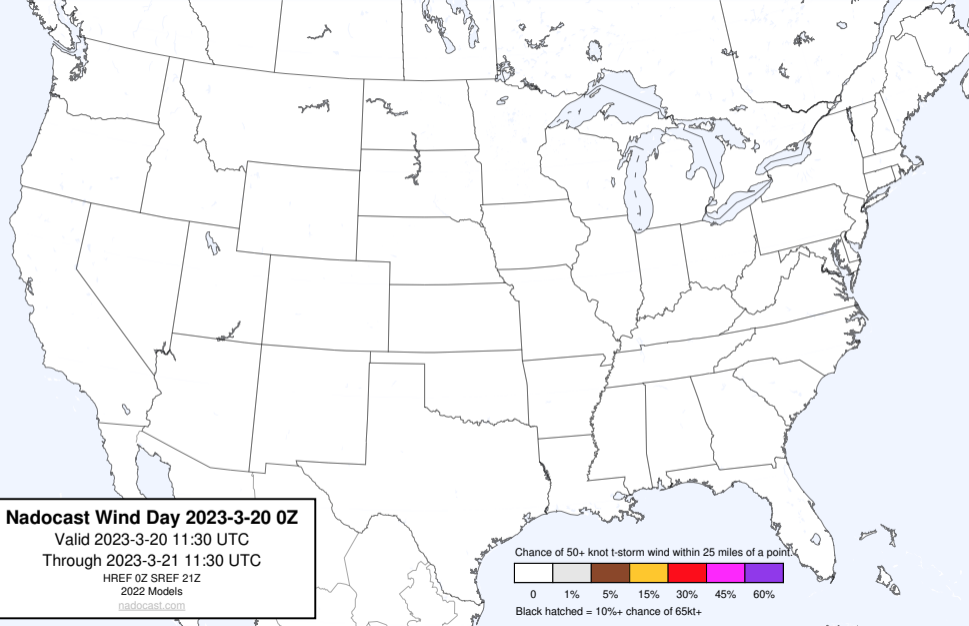 Nadocast Wind Day 2023-3-20 0Z
Valid 2023-3-20 11:30 UTC
Through 2023-3-21 11:30 UTC
HREF 0Z SREF 21Z
2022 Models
nadocast.com
Chance of 50+ knot t-storm wind within 25 miles of a point.
0 1% 5% 15% 30% 45% 60%
Black hatched = 10%+ chance of 65kt+